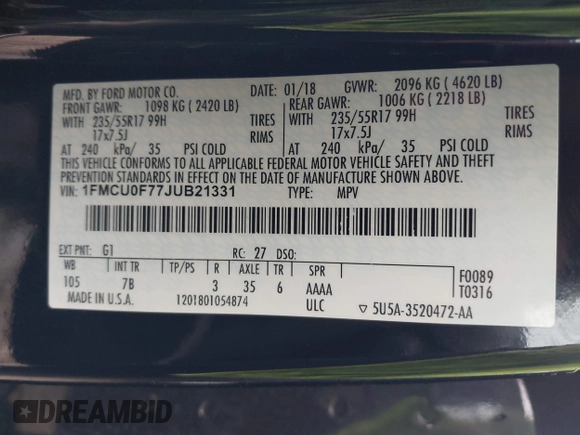 MFD. BY FORD MOTOR CO. DATE: 01/18 GVWR: 2096 KG ( 4620 LB)
FRONT GAWR: 1098 KG ( 2420 LB) REAR GAWR: 1006 KG ( 2218 LB)
WITH 235/55R17 99H TIRES WITH 235/55R17 99H TIRES
17x7.5J RIMS 17x7.5J RIMS
AT 240 kPa/ 35 PSI COLD AT 240 kPa/ 35 PSI COLD
THIS VEHICLE CONFORMS TO ALL APPLICABLE FEDERAL MOTOR VEHICLE SAFETY AND THEFT
PREVENTION STANDARDS IN EFFECT ON THE DATE OF MANUFACTURE SHOWN ABOVE.
VIN: 1FMCU0F77JUB21331 TYPE: MPV
EXT PNT: G1 RC: 27 DSO:
WB INT TR TP/PS R AXLE TR SPR F0089
105 7B 3 35 6 AAAA T0316
MADE IN U.S.A. 1201801054874 ULC ▽ 5U5A-3520472-AA
DREAMBID